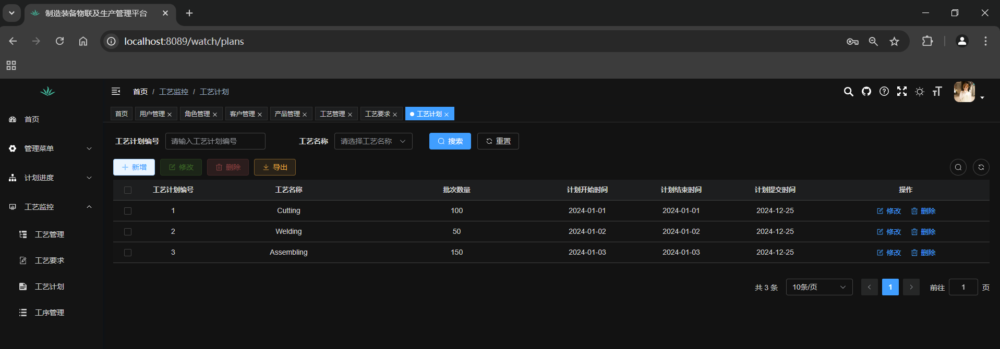 制造装备物联及生产管理平台
localhost:8089/watch/plans
首页 / 工艺监控 / 工艺计划
首页 用户管理 角色管理 客户管理 产品管理 工艺管理 工艺要求 工艺计划
首页
管理菜单
计划进度
工艺监控
工艺管理
工艺要求
工艺计划
工序管理
工艺计划编号 请输入工艺计划编号 工艺名称 请选择工艺名称 搜索 重置
新增 修改 删除 导出
工艺计划编号 工艺名称 批次数量 计划开始时间 计划结束时间 计划提交时间 操作
1 Cutting 100 2024-01-01 2024-01-01 2024-12-25 修改 删除
2 Welding 50 2024-01-02 2024-01-02 2024-12-25 修改 删除
3 Assembling 150 2024-01-03 2024-01-03 2024-12-25 修改 删除
共 3 条 10条/页 1 前往 1 页